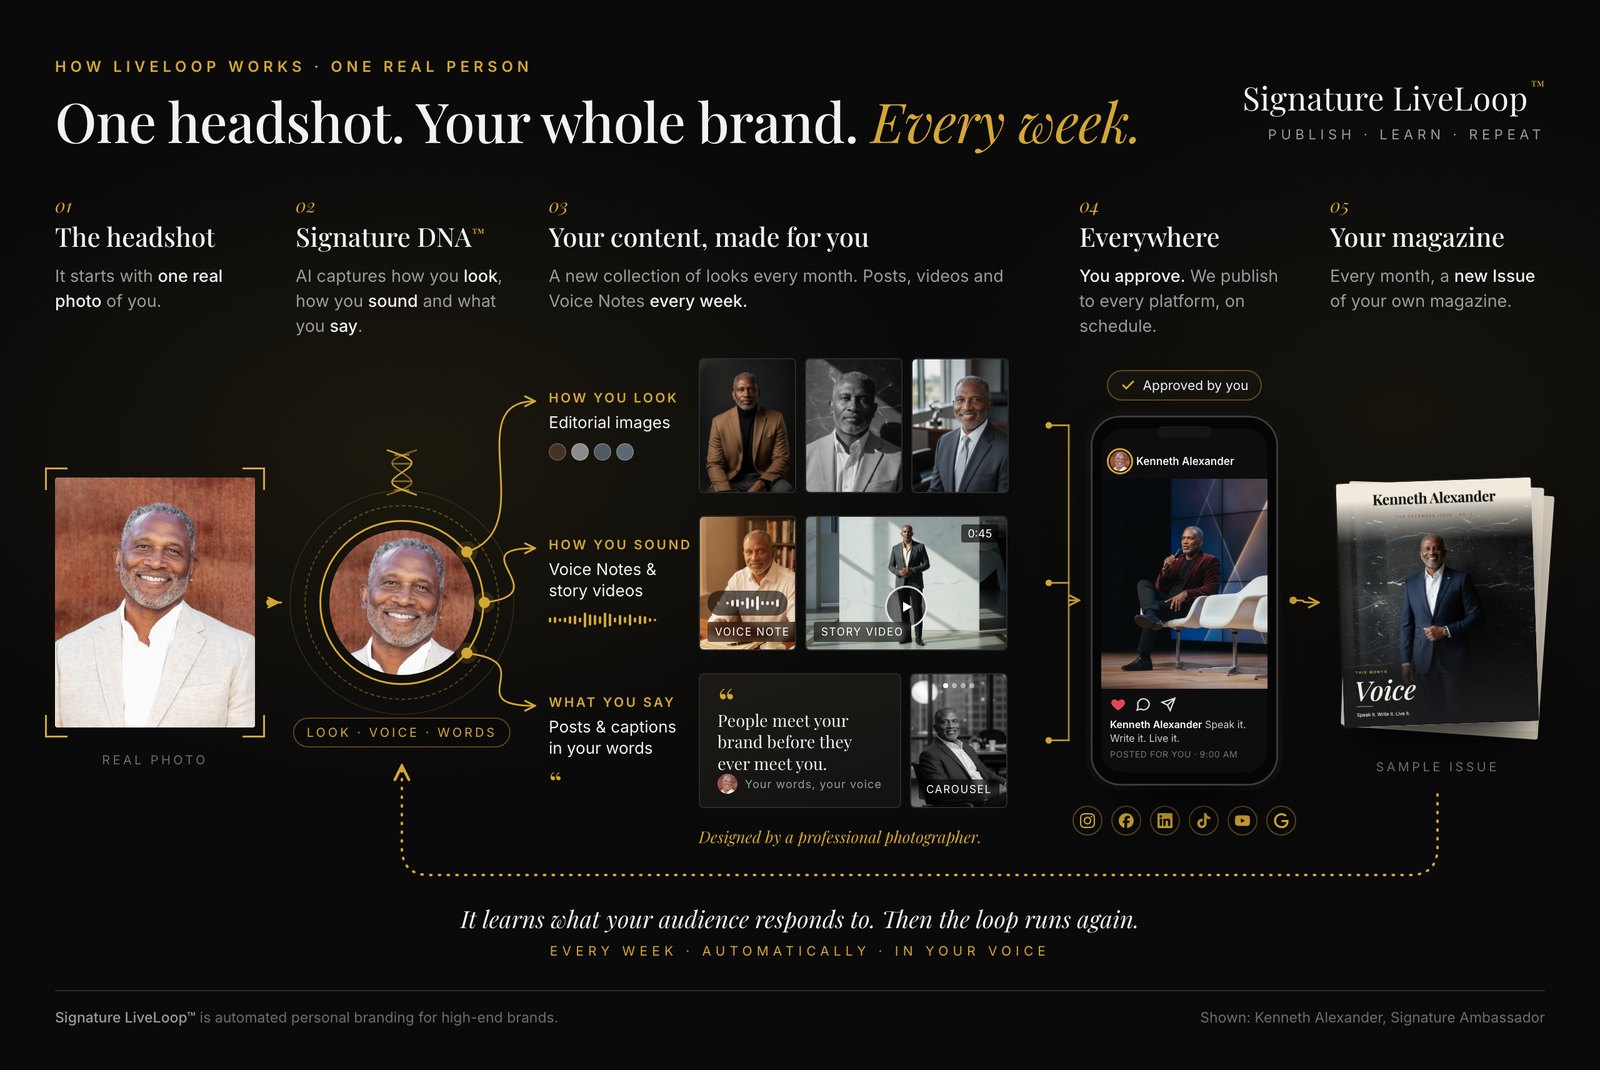 HOW LIVELOOP WORKS · ONE REAL PERSON
One headshot. Your whole brand. Every week.
Signature LiveLoop™
PUBLISH · LEARN · REPEAT
01
The headshot
It starts with one real
photo of you.
02
Signature DNA™
AI captures how you look,
how you sound and what
you say.
03
Your content, made for you
A new collection of looks every month. Posts, videos and
Voice Notes every week.
04
Everywhere
You approve. We publish
to every platform, on
schedule.
05
Your magazine
Every month, a new Issue
of your own magazine.
REAL PHOTO
LOOK · VOICE · WORDS
HOW YOU LOOK
Editorial images
HOW YOU SOUND
Voice Notes &
story videos
WHAT YOU SAY
Posts & captions
in your words
“
VOICE NOTE
0:45
STORY VIDEO
“
People meet your
brand before they
ever meet you.
Your words, your voice
CAROUSEL
Designed by a professional photographer.
Approved by you
Kenneth Alexander
Kenneth Alexander Speak it.
Write it. Live it.
POSTED FOR YOU · 9:00 AM
Kenneth Alexander
THIS MONTH
Voice
Speak it. Write it. Live it.
SAMPLE ISSUE
It learns what your audience responds to. Then the loop runs again.
EVERY WEEK · AUTOMATICALLY · IN YOUR VOICE
Signature LiveLoop™ is automated personal branding for high-end brands.
Shown: Kenneth Alexander, Signature Ambassador